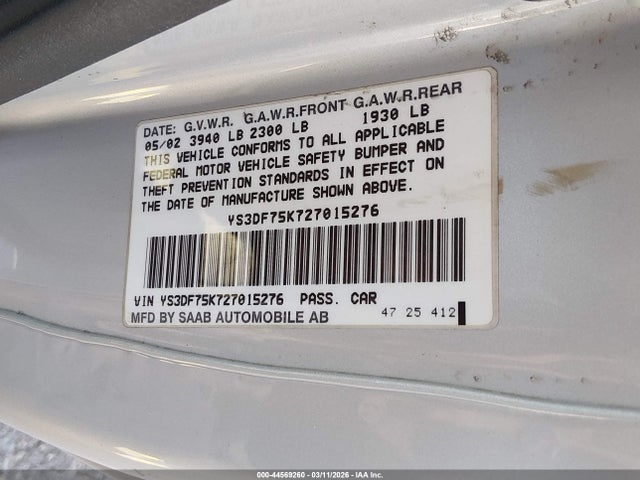 DATE: G.V.W.R. G.A.W.R.FRONT G.A.W.R.REAR
05/02 3940 LB 2300 LB 1930 LB
THIS VEHICLE CONFORMS TO ALL APPLICABLE
FEDERAL MOTOR VEHICLE SAFETY BUMPER AND
THEFT PREVENTION STANDARDS IN EFFECT ON
THE DATE OF MANUFACTURE SHOWN ABOVE.
YS3DF75K727015276
VIN YS3DF75K727015276 PASS. CAR
MFD BY SAAB AUTOMOBILE AB 47 25 412
000-44569260 - 03/11/2026 - IAA Inc.